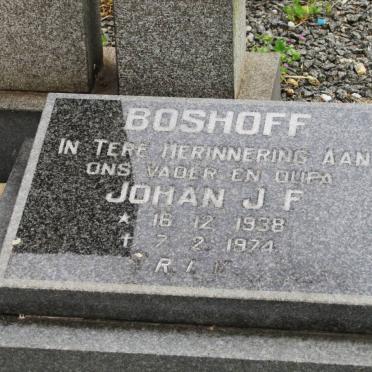 BOSHOFF
IN TERE HERINNERING AAN
ONS VADER EN OUPA
JOHAN J F
* 16. 12. 1938
† 7. 2. 1974
R. I. P.